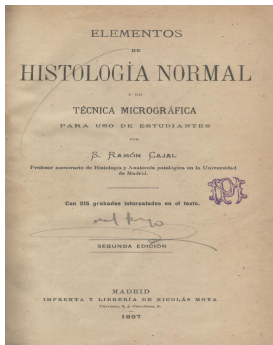 ELEMENTOS
DE
HISTOLOGÍA NORMAL
Y DE
TÉCNICA MICROGRÁFICA
PARA USO DE ESTUDIANTES
POR
S. RAMÓN CAJAL
Profesor numerario de Histología y Anatomía patológica en la Universidad
de Madrid.
Con 215 grabados intercalados en el texto.
SEGUNDA EDICIÓN
MADRID
IMPRENTA Y LIBRERÍA DE NICOLÁS MOYA
1897